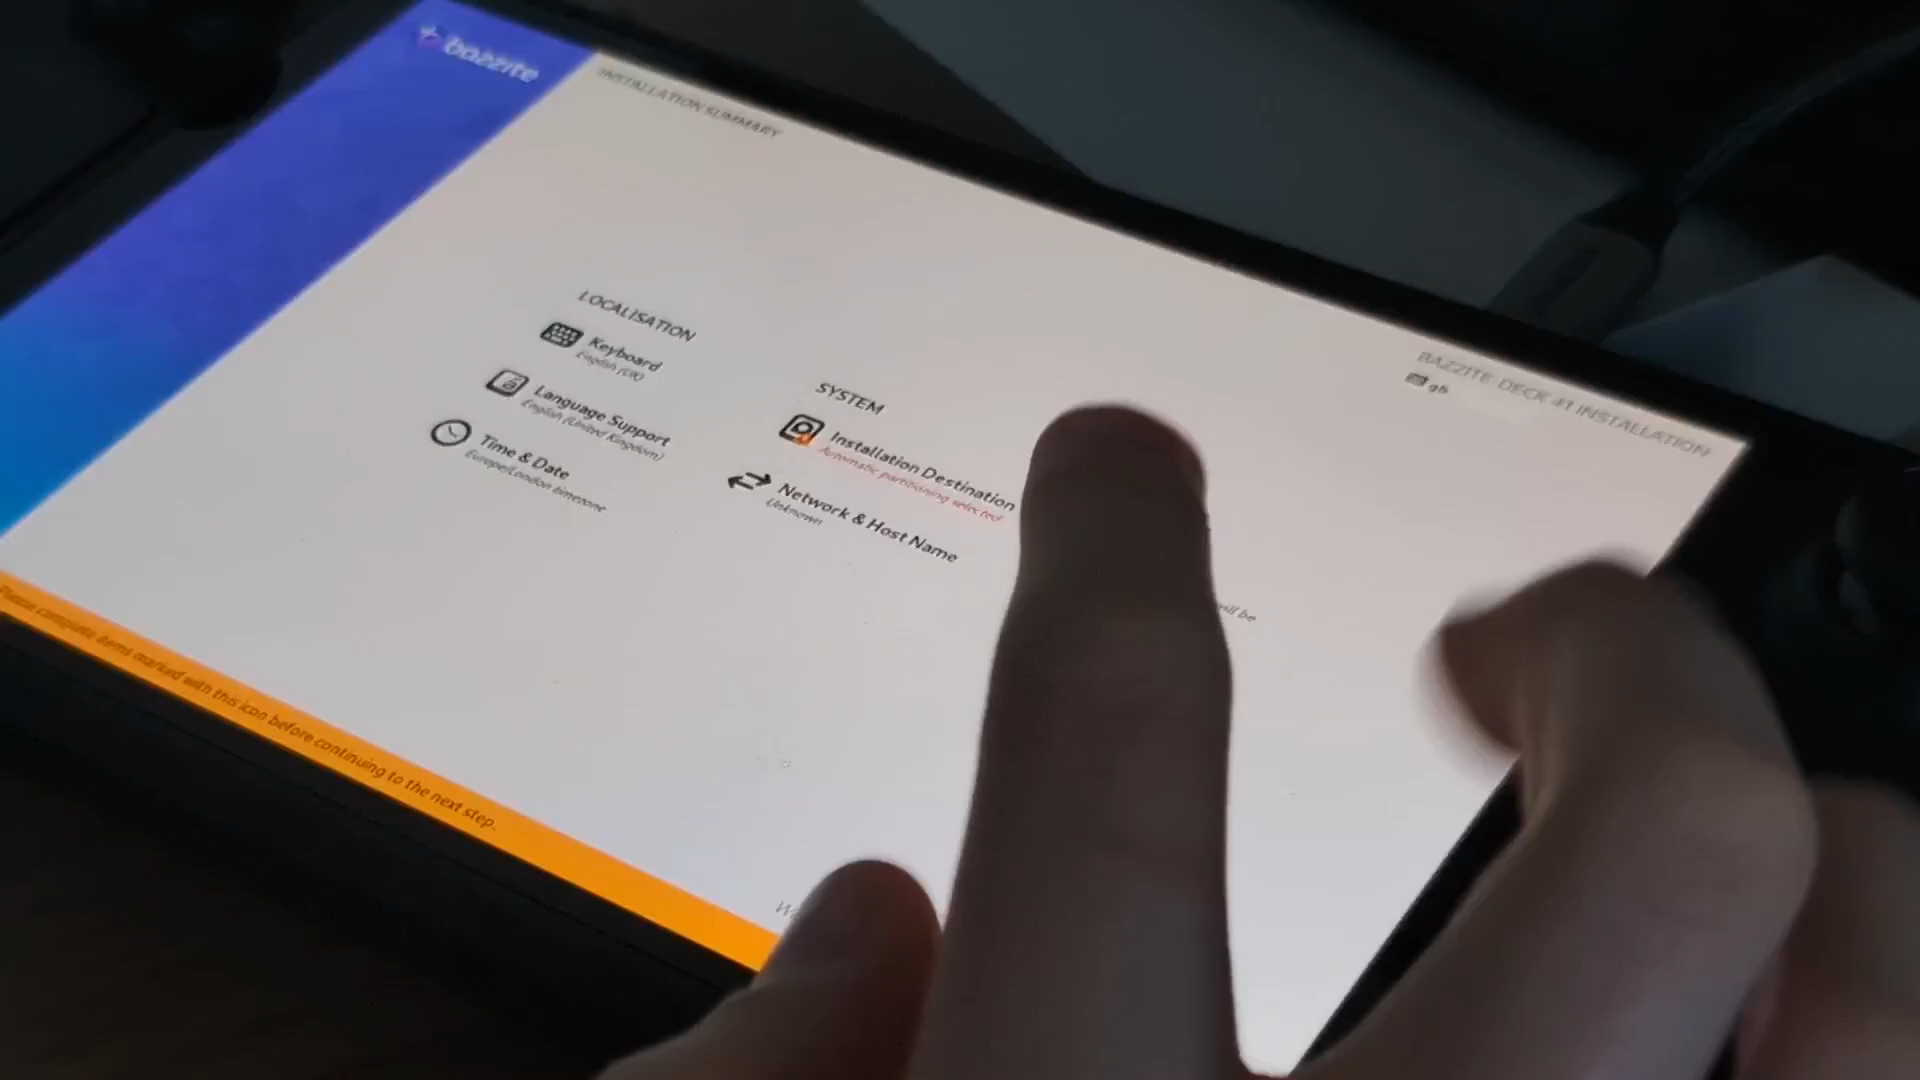 bazzite
INSTALLATION SUMMARY
BAZZITE DECK 41 INSTALLATION
gb
LOCALISATION
Keyboard
English (UK)
Language Support
English (United Kingdom)
Time & Date
Europe/London timezone
SYSTEM
Installation Destination
Automatic partitioning selected
Network & Host Name
Unknown
will be
Please complete items marked with this icon before continuing to the next step.